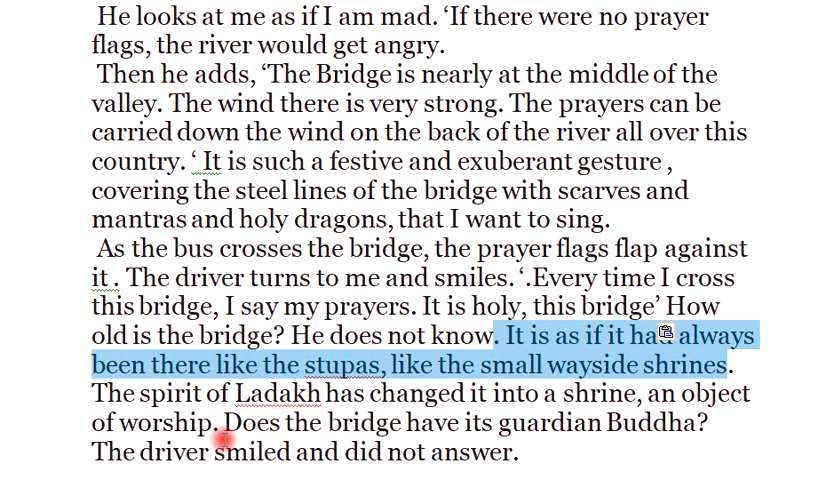 He looks at me as if I am mad. ‘If there were no prayer
flags, the river would get angry.
Then he adds, ‘The Bridge is nearly at the middle of the
valley. The wind there is very strong. The prayers can be
carried down the wind on the back of the river all over this
country. ‘ It is such a festive and exuberant gesture ,
covering the steel lines of the bridge with scarves and
mantras and holy dragons, that I want to sing.
As the bus crosses the bridge, the prayer flags flap against
it . The driver turns to me and smiles. ‘.Every time I cross
this bridge, I say my prayers. It is holy, this bridge’ How
old is the bridge? He does not know. It is as if it had always
been there like the stupas, like the small wayside shrines.
The spirit of Ladakh has changed it into a shrine, an object
of worship. Does the bridge have its guardian Buddha?
The driver smiled and did not answer.